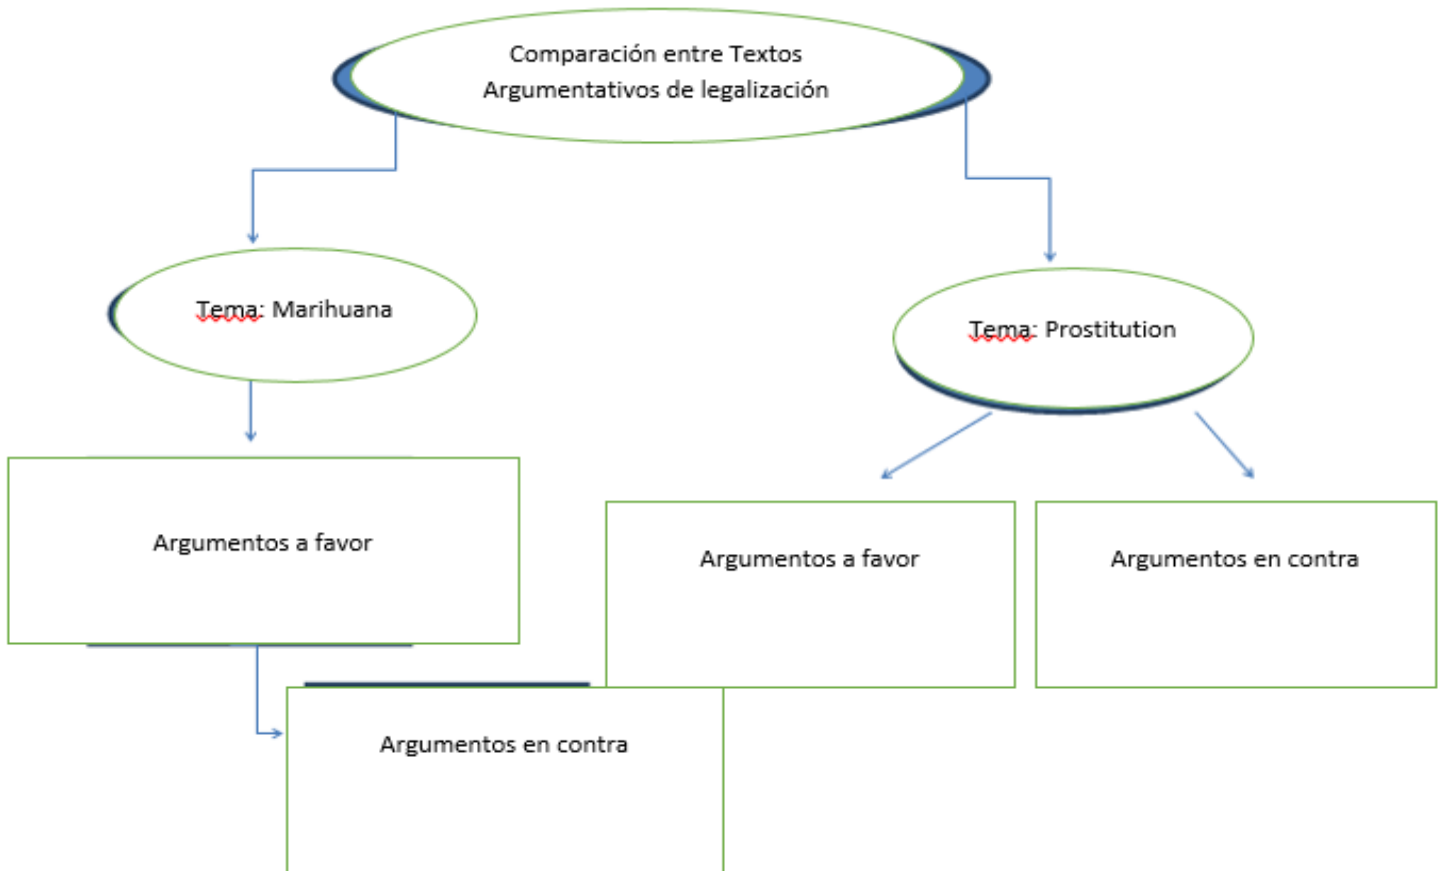 Comparación entre Textos
Argumentativos de legalización
Tema: Marihuana
Tema: Prostitution
Argumentos a favor
Argumentos a favor
Argumentos en contra
Argumentos en contra